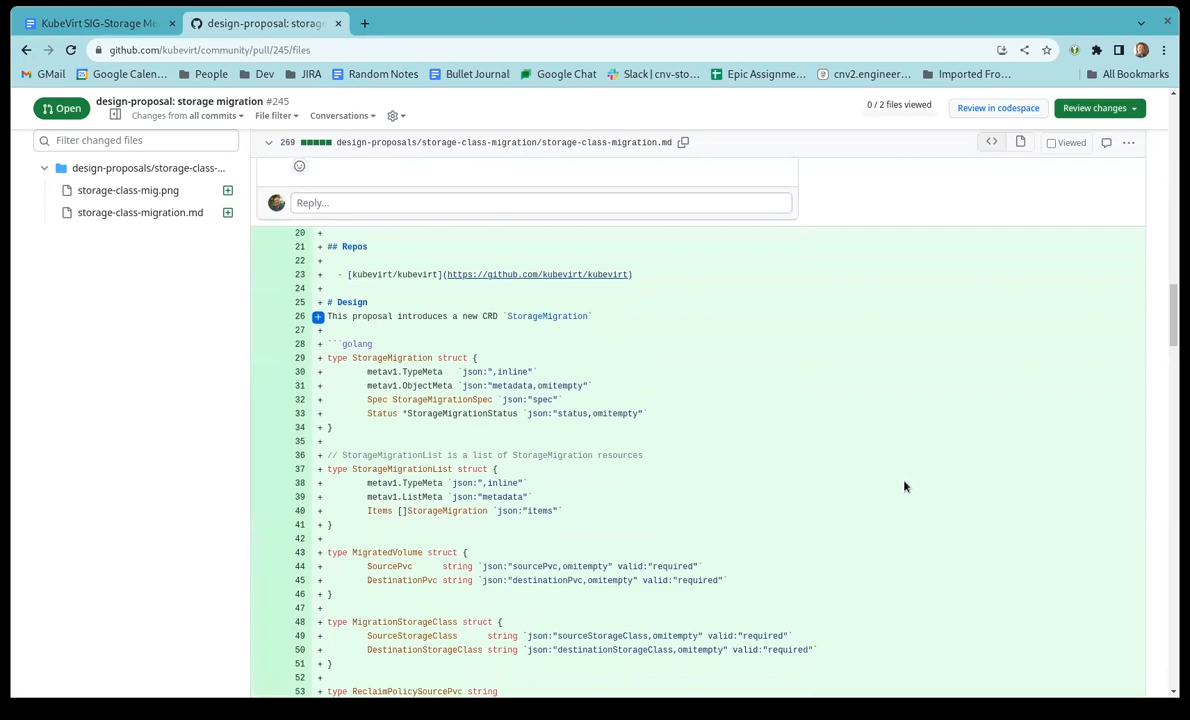 KubeVirt SIG-Storage Me
design-proposal: storag
github.com/kubevirt/community/pull/245/files
GMail
Google Calen...
People
Dev
JIRA
Random Notes
Bullet Journal
Google Chat
Slack | cnv-sto...
Epic Assignme...
cnv2.engineer...
Imported Fro...
All Bookmarks
Open
design-proposal: storage migration #245
Changes from all commits
File filter
Conversations
0 / 2 files viewed
Review in codespace
Review changes
Filter changed files
design-proposals/storage-class-...
storage-class-mig.png
storage-class-migration.md
269 design-proposals/storage-class-migration/storage-class-migration.md
Viewed
Reply...
20 +
21 + ## Repos
22 +
23 + - [kubevirt/kubevirt](https://github.com/kubevirt/kubevirt)
24 +
25 + # Design
26 + This proposal introduces a new CRD `StorageMigration`
27 +
28 + ```golang
29 + type StorageMigration struct {
30 + metav1.TypeMeta `json:",inline"`
31 + metav1.ObjectMeta `json:"metadata,omitempty"`
32 + Spec StorageMigrationSpec `json:"spec"`
33 + Status *StorageMigrationStatus `json:"status,omitempty"`
34 + }
35 +
36 + // StorageMigrationList is a list of StorageMigration resources
37 + type StorageMigrationList struct {
38 + metav1.TypeMeta `json:",inline"`
39 + metav1.ListMeta `json:"metadata"`
40 + Items []StorageMigration `json:"items"`
41 + }
42 +
43 + type MigratedVolume struct {
44 + SourcePvc string `json:"sourcePvc,omitempty" valid:"required"`
45 + DestinationPvc string `json:"destinationPvc,omitempty" valid:"required"`
46 + }
47 +
48 + type MigrationStorageClass struct {
49 + SourceStorageClass string `json:"sourceStorageClass,omitempty" valid:"required"`
50 + DestinationStorageClass string `json:"destinationStorageClass,omitempty" valid:"required"`
51 + }
52 +
53 + type ReclaimPolicySourcePvc string